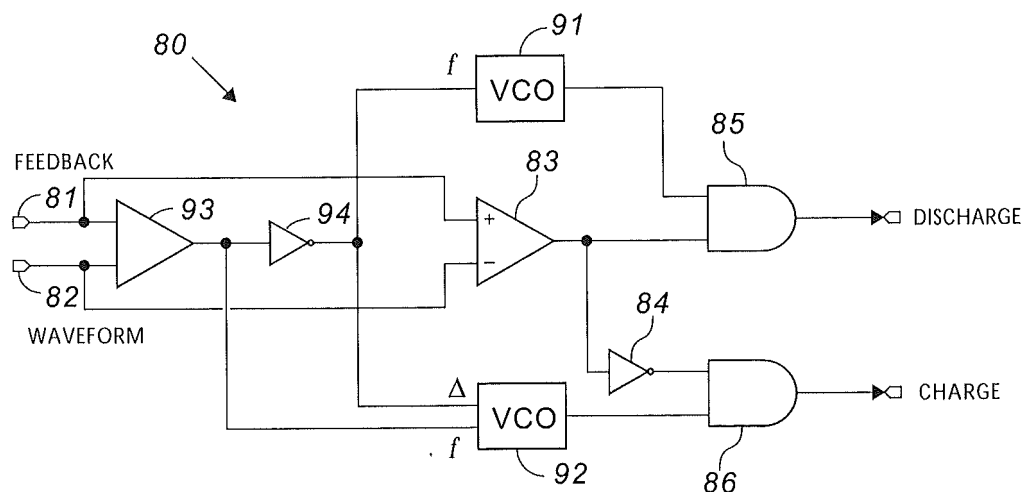 80
91
f
VCO
85
FEEDBACK
81
93
94
83
+
−
DISCHARGE
82
WAVEFORM
84
Δ
VCO
f
92
CHARGE
86